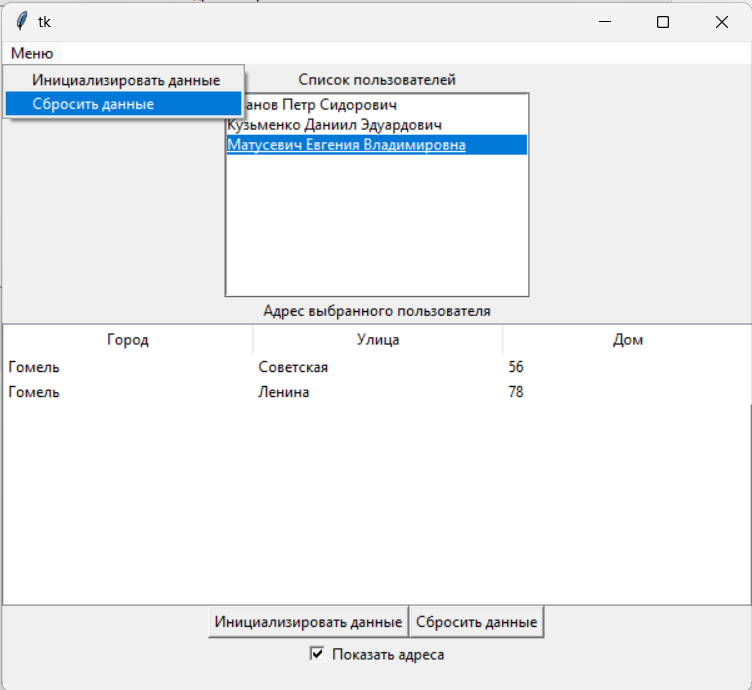 tk
Меню
Инициализировать данные
Сбросить данные
Список пользователей
анов Петр Сидорович
Кузьменко Даниил Эдуардович
Матусевич Евгения Владимировна
Адрес выбранного пользователя
Город Улица Дом
Гомель Советская 56
Гомель Ленина 78
Инициализировать данные Сбросить данные
Показать адреса